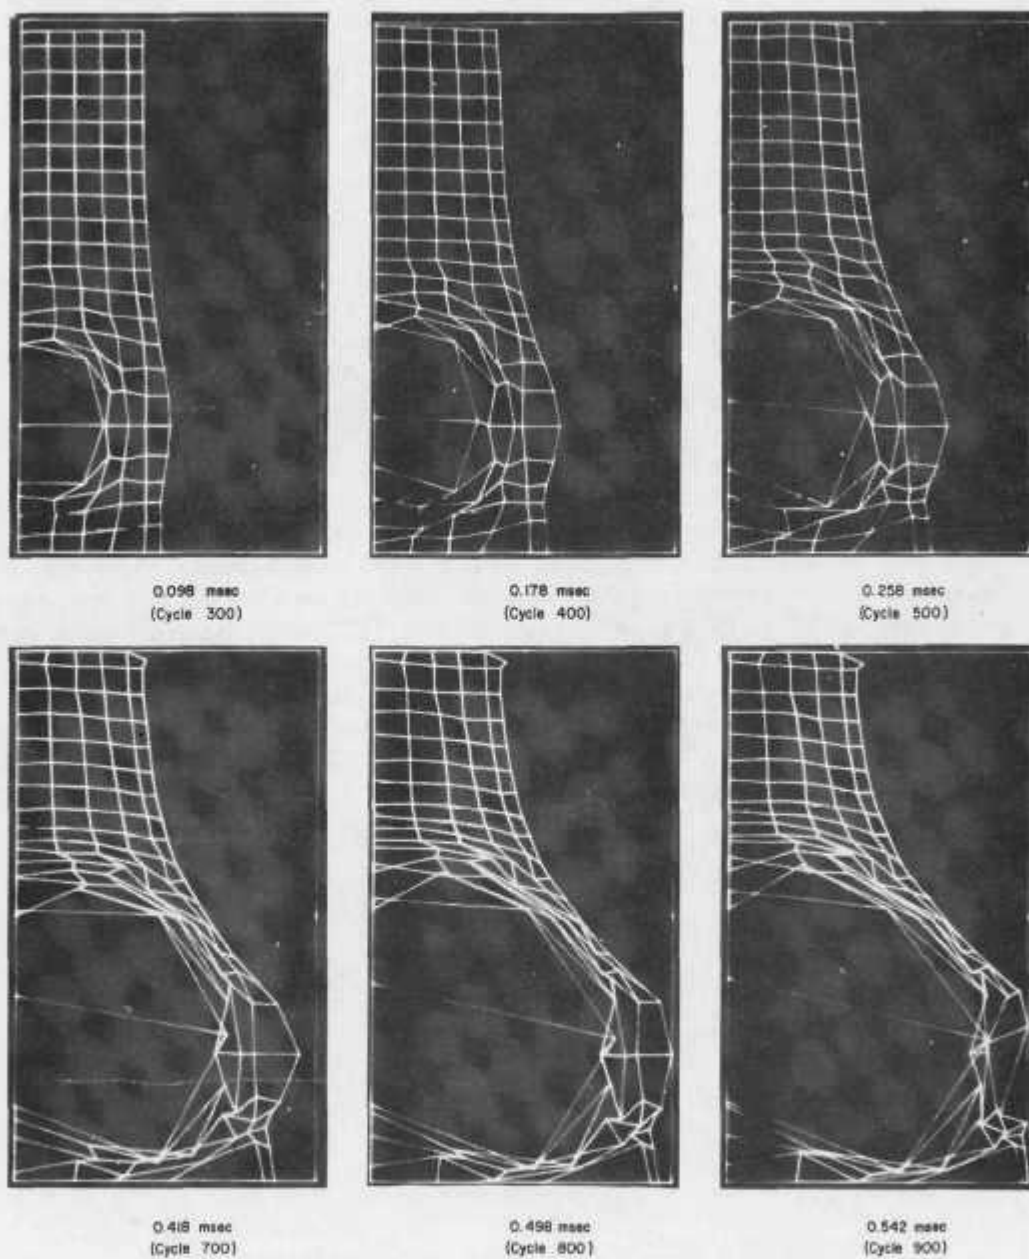 0.098 msec
(Cycle 300)
0.178 msec
(Cycle 400)
0.258 msec
(Cycle 500)
0.418 msec
(Cycle 700)
0.498 msec
(Cycle 800)
0.542 msec
(Cycle 900)